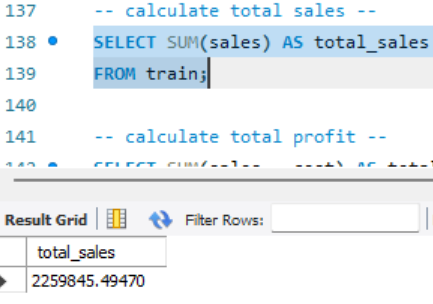 137 -- calculate total sales --
138 SELECT SUM(sales) AS total_sales
139 FROM train;
140
141 -- calculate total profit --
Result Grid Filter Rows:
total_sales
2259845.49470